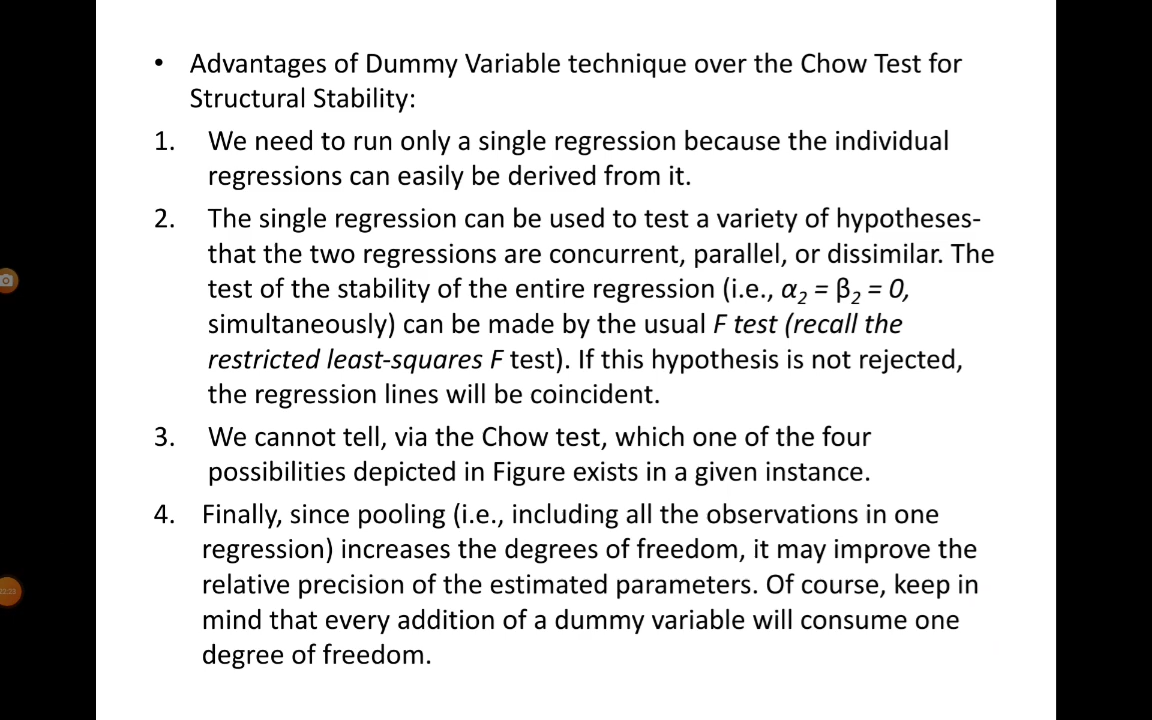 • Advantages of Dummy Variable technique over the Chow Test for
Structural Stability:
1. We need to run only a single regression because the individual
regressions can easily be derived from it.
2. The single regression can be used to test a variety of hypotheses-
that the two regressions are concurrent, parallel, or dissimilar. The
test of the stability of the entire regression (i.e., α₂ = β₂ = 0,
simultaneously) can be made by the usual F test (recall the
restricted least-squares F test). If this hypothesis is not rejected,
the regression lines will be coincident.
3. We cannot tell, via the Chow test, which one of the four
possibilities depicted in Figure exists in a given instance.
4. Finally, since pooling (i.e., including all the observations in one
regression) increases the degrees of freedom, it may improve the
relative precision of the estimated parameters. Of course, keep in
mind that every addition of a dummy variable will consume one
degree of freedom.